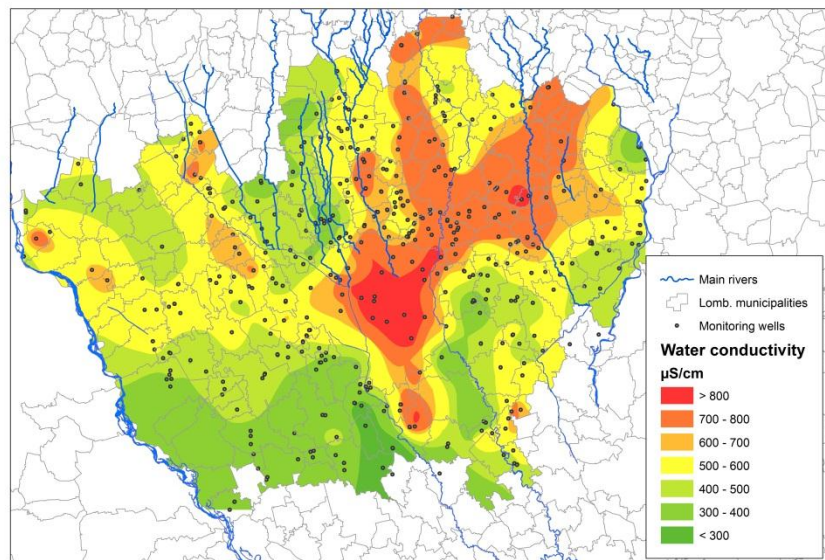 Main rivers
Lomb. municipalities
Monitoring wells
Water conductivity
µS/cm
> 800
700 - 800
600 - 700
500 - 600
400 - 500
300 - 400
< 300